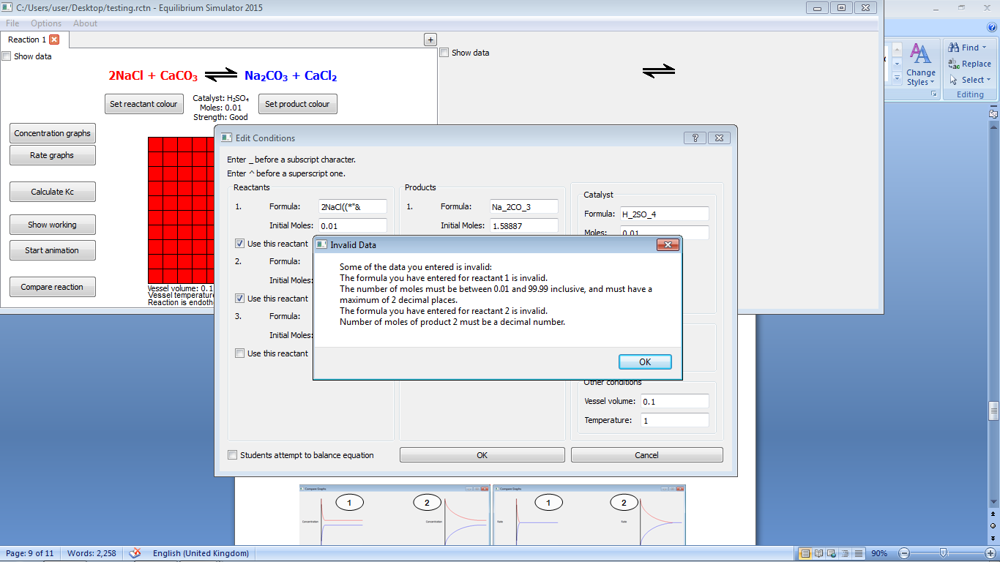 C:/Users/user/Desktop/testing.rctn - Equilibrium Simulator 2015
File Options About
Reaction 1
+
Show data
Show data
2NaCl + CaCO₃ ⇌ Na₂CO₃ + CaCl₂
⇌
Set reactant colour
Catalyst: H₂SO₄
Moles: 0.01
Strength: Good
Set product colour
Concentration graphs
Rate graphs
Calculate Kc
Show working
Start animation
Compare reaction
Vessel volume: 0.1
Vessel temperature
Reaction is endoth
Find
Replace
Select
Editing
Change
Styles
Edit Conditions
Enter _ before a subscript character.
Enter ^ before a superscript one.
Reactants
1. Formula: 2NaCl((*"&
Initial Moles: 0.01
Use this reactant
2. Formula:
Initial Moles:
Use this reactant
3. Formula:
Initial Moles:
Use this reactant
Products
1. Formula: Na_2CO_3
Initial Moles: 1.58887
Catalyst
Formula: H_2SO_4
Moles: 0.01
Other conditions
Vessel volume: 0.1
Temperature: 1
Students attempt to balance equation
OK
Cancel
Invalid Data
Some of the data you entered is invalid:
The formula you have entered for reactant 1 is invalid.
The number of moles must be between 0.01 and 99.99 inclusive, and must have a
maximum of 2 decimal places.
The formula you have entered for reactant 2 is invalid.
Number of moles of product 2 must be a decimal number.
OK
Compare Graphs
1
2
Concentration
Concentration
Compare Graphs
1
2
Rate
Rate
Page: 9 of 11
Words: 2,258
English (United Kingdom)
90%